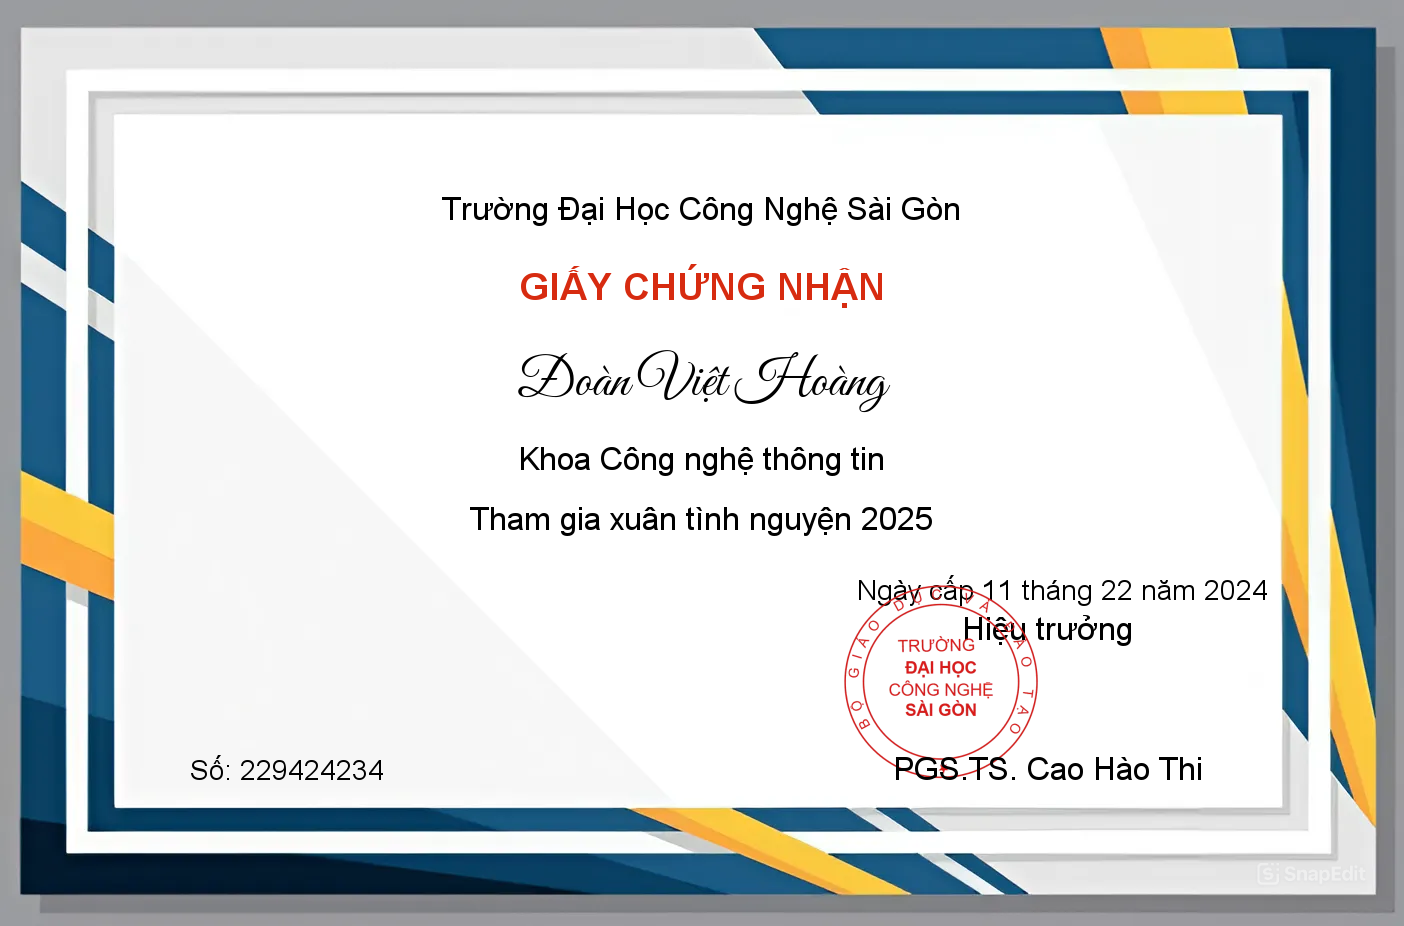 Trường Đại Học Công Nghệ Sài Gòn
GIẤY CHỨNG NHẬN
Đoàn Việt Hoàng
Khoa Công nghệ thông tin
Tham gia xuân tình nguyện 2025
Ngày cấp 11 tháng 22 năm 2024
Hiệu trưởng
BỘ GIÁO DỤC VÀ ĐÀO TẠO
TRƯỜNG
ĐẠI HỌC
CÔNG NGHỆ
SÀI GÒN
Số: 229424234
PGS.TS. Cao Hào Thi
SnapEdit